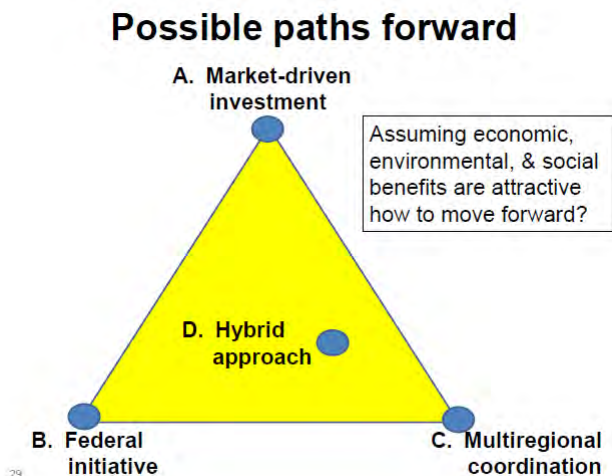 Possible paths forward
A. Market-driven
investment
Assuming economic,
environmental, & social
benefits are attractive
how to move forward?
D. Hybrid
approach
B. Federal
initiative
C. Multiregional
coordination
29